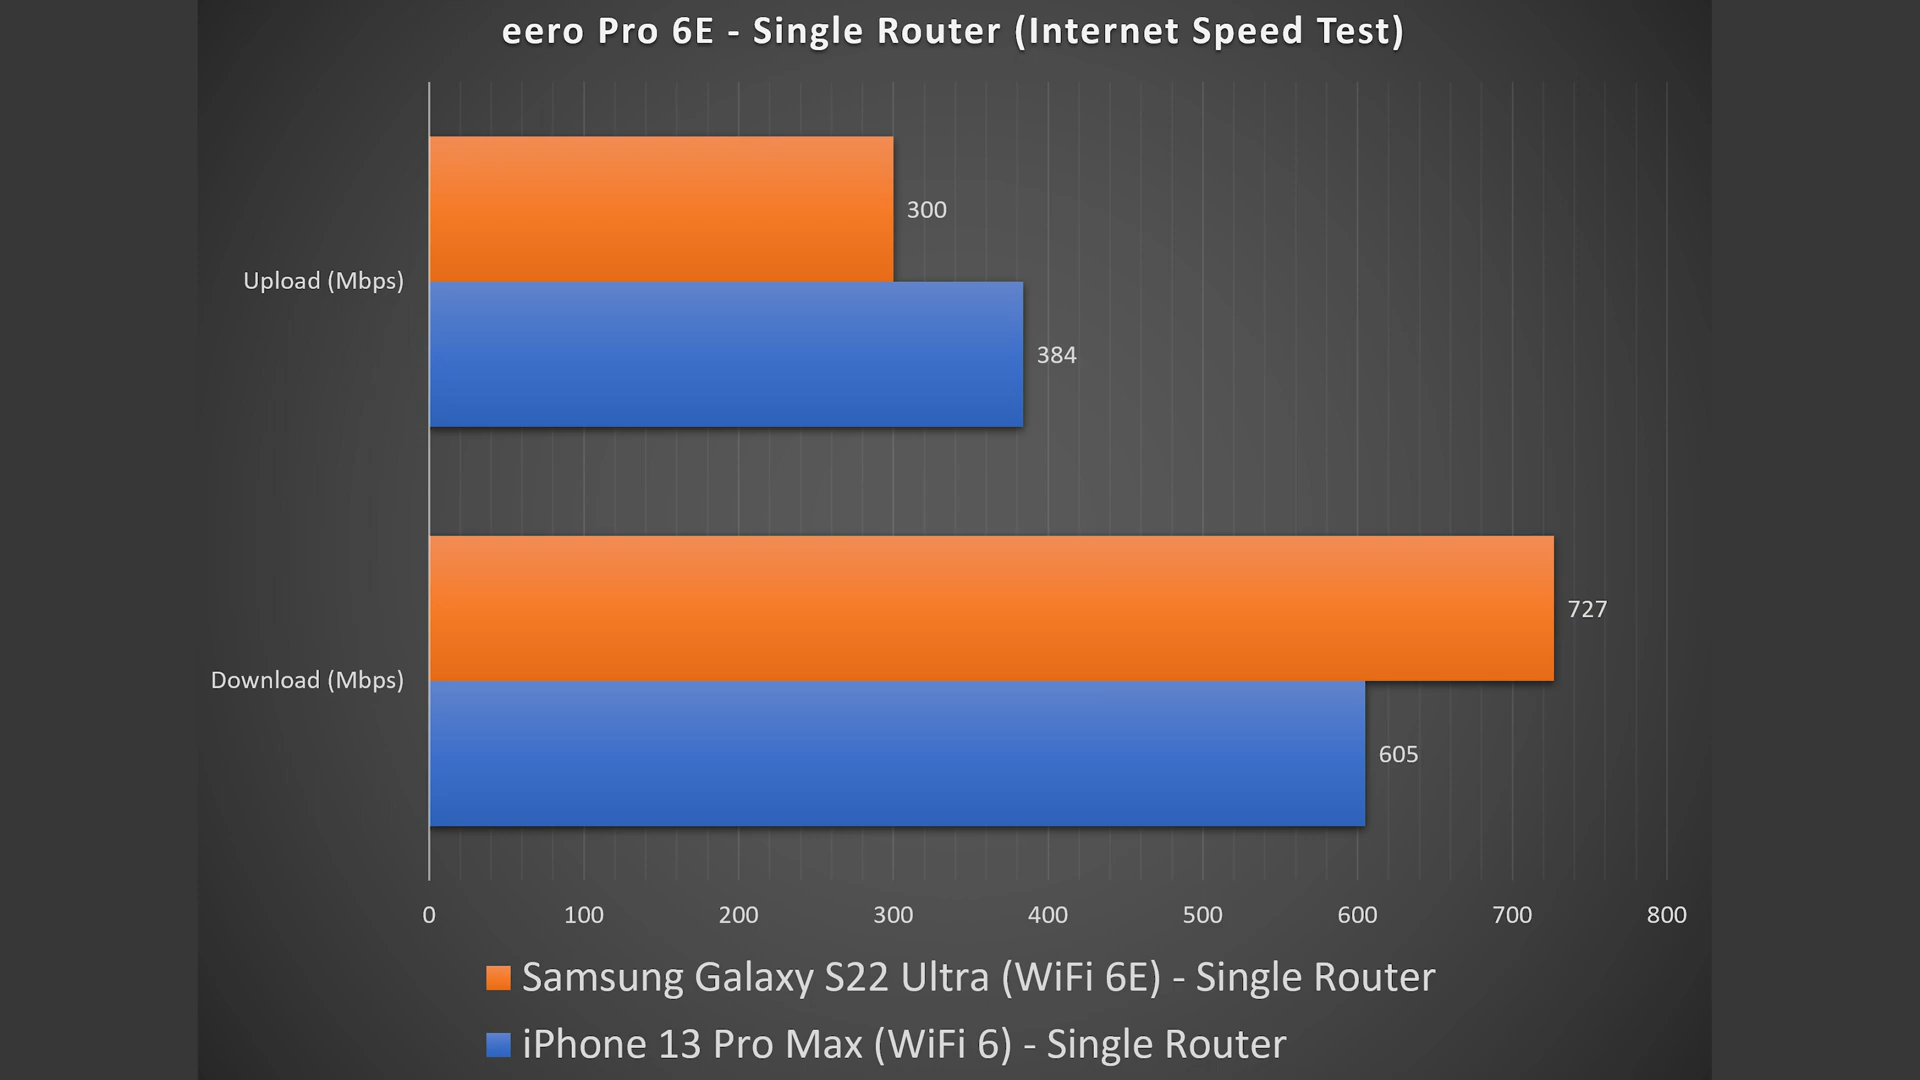 eero Pro 6E - Single Router (Internet Speed Test)
300
Upload (Mbps)
384
727
Download (Mbps)
605
0 100 200 300 400 500 600 700 800
Samsung Galaxy S22 Ultra (WiFi 6E) - Single Router
iPhone 13 Pro Max (WiFi 6) - Single Router